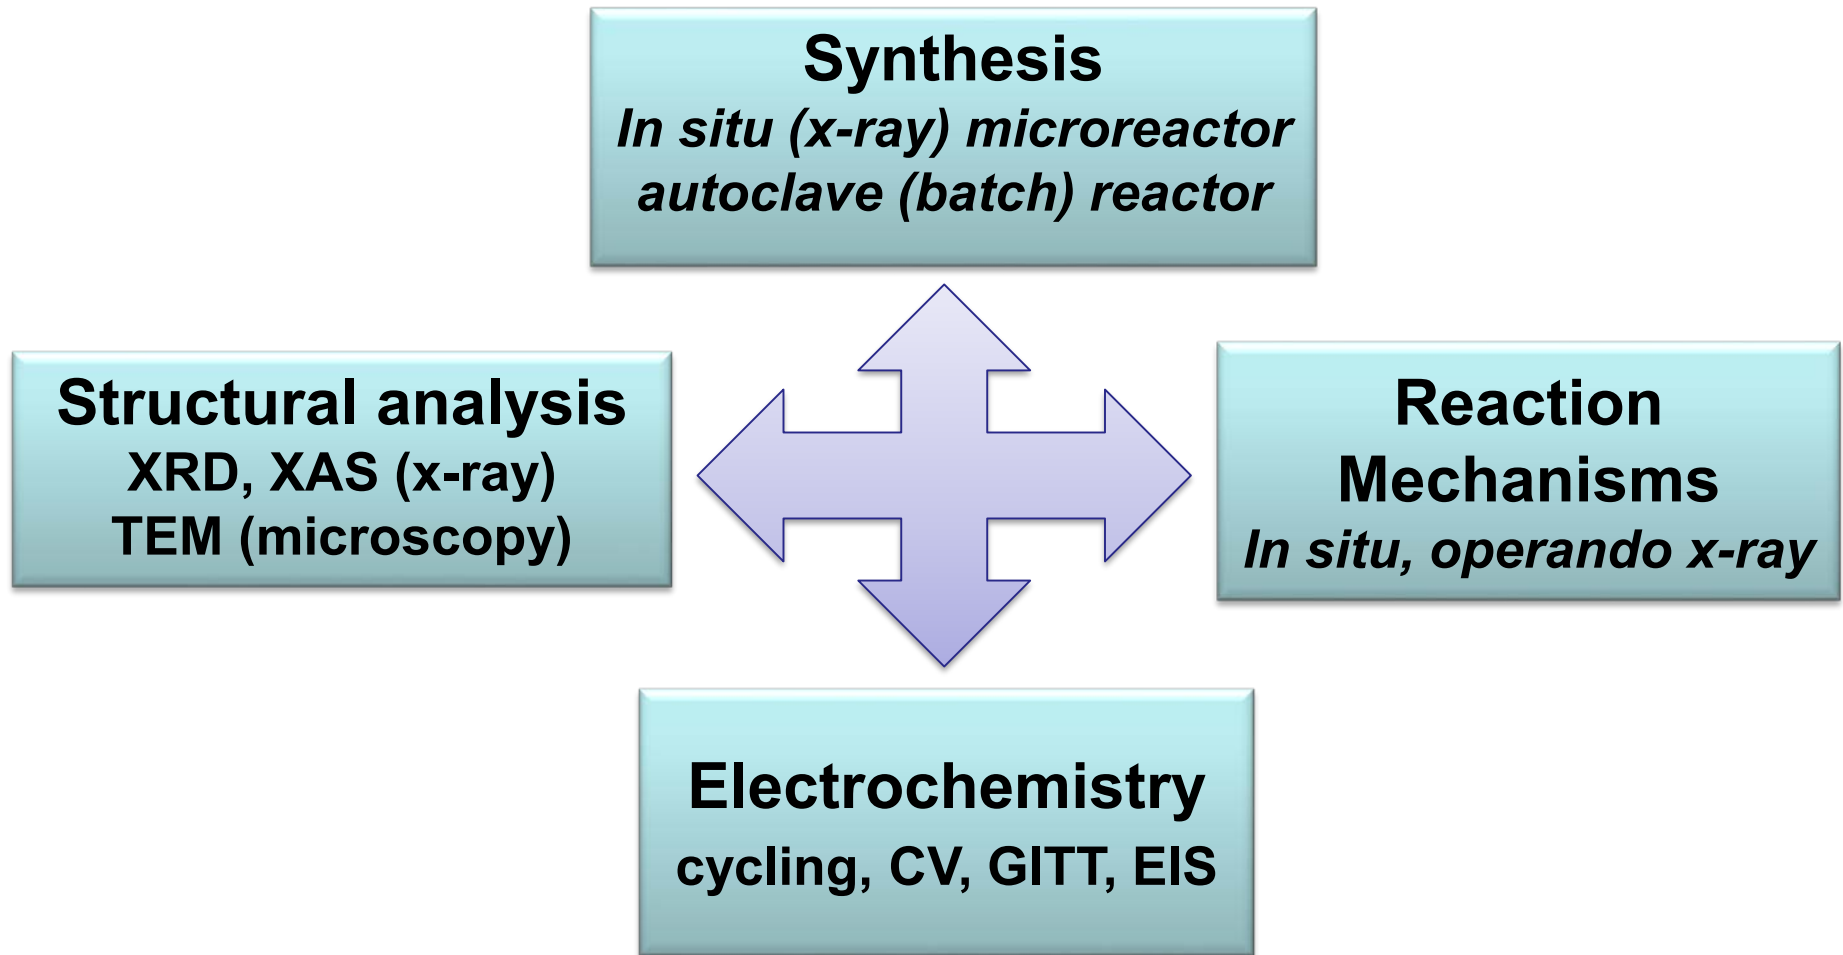 Synthesis
In situ (x-ray) microreactor
autoclave (batch) reactor
Structural analysis
XRD, XAS (x-ray)
TEM (microscopy)
Reaction
Mechanisms
In situ, operando x-ray
Electrochemistry
cycling, CV, GITT, EIS